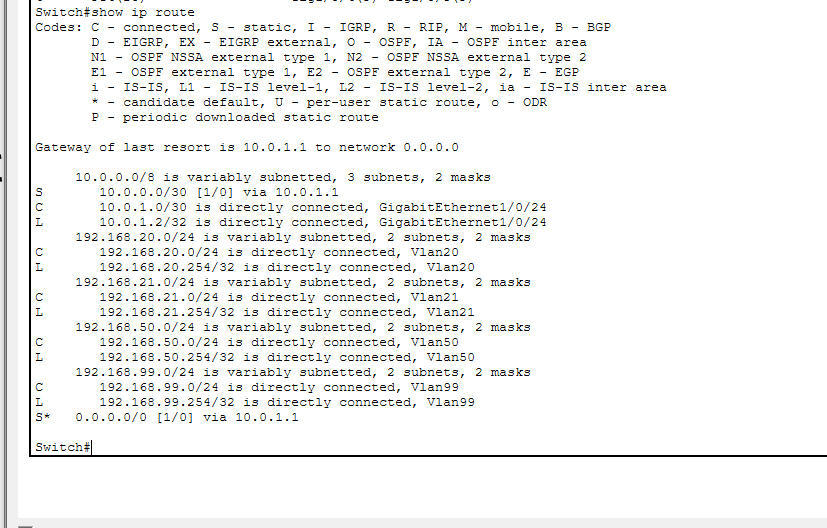 Switch#show ip route
Codes: C - connected, S - static, I - IGRP, R - RIP, M - mobile, B - BGP
D - EIGRP, EX - EIGRP external, O - OSPF, IA - OSPF inter area
N1 - OSPF NSSA external type 1, N2 - OSPF NSSA external type 2
E1 - OSPF external type 1, E2 - OSPF external type 2, E - EGP
i - IS-IS, L1 - IS-IS level-1, L2 - IS-IS level-2, ia - IS-IS inter area
* - candidate default, U - per-user static route, o - ODR
P - periodic downloaded static route
Gateway of last resort is 10.0.1.1 to network 0.0.0.0
10.0.0.0/8 is variably subnetted, 3 subnets, 2 masks
S 10.0.0.0/30 [1/0] via 10.0.1.1
C 10.0.1.0/30 is directly connected, GigabitEthernet1/0/24
L 10.0.1.2/32 is directly connected, GigabitEthernet1/0/24
192.168.20.0/24 is variably subnetted, 2 subnets, 2 masks
C 192.168.20.0/24 is directly connected, Vlan20
L 192.168.20.254/32 is directly connected, Vlan20
192.168.21.0/24 is variably subnetted, 2 subnets, 2 masks
C 192.168.21.0/24 is directly connected, Vlan21
L 192.168.21.254/32 is directly connected, Vlan21
192.168.50.0/24 is variably subnetted, 2 subnets, 2 masks
C 192.168.50.0/24 is directly connected, Vlan50
L 192.168.50.254/32 is directly connected, Vlan50
192.168.99.0/24 is variably subnetted, 2 subnets, 2 masks
C 192.168.99.0/24 is directly connected, Vlan99
L 192.168.99.254/32 is directly connected, Vlan99
S* 0.0.0.0/0 [1/0] via 10.0.1.1
Switch#